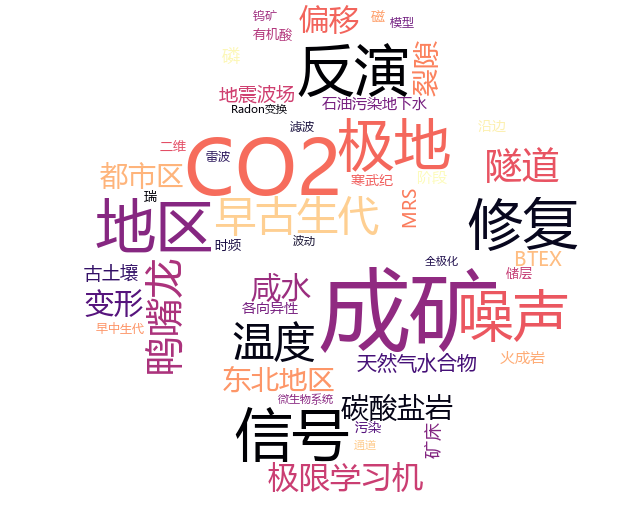 钨矿
偏移
磁
模型
有机酸
反演
裂隙
磷
地震波场
石油污染地下水
Radon变换
滤波
沿边
CO2
极地
二维
雷波
隧道
都市区
寒武纪
阶段
瑞
MRS
早古生代
地区
修复
时频
波动
全极化
BTEX
古土壤
鸭嘴龙
咸水
成矿
储层
变形
各向异性
噪声
早中生代
温度
天然气水合物
火成岩
东北地区
微生物系统
碳酸盐岩
信号
污染
矿床
通道
极限学习机